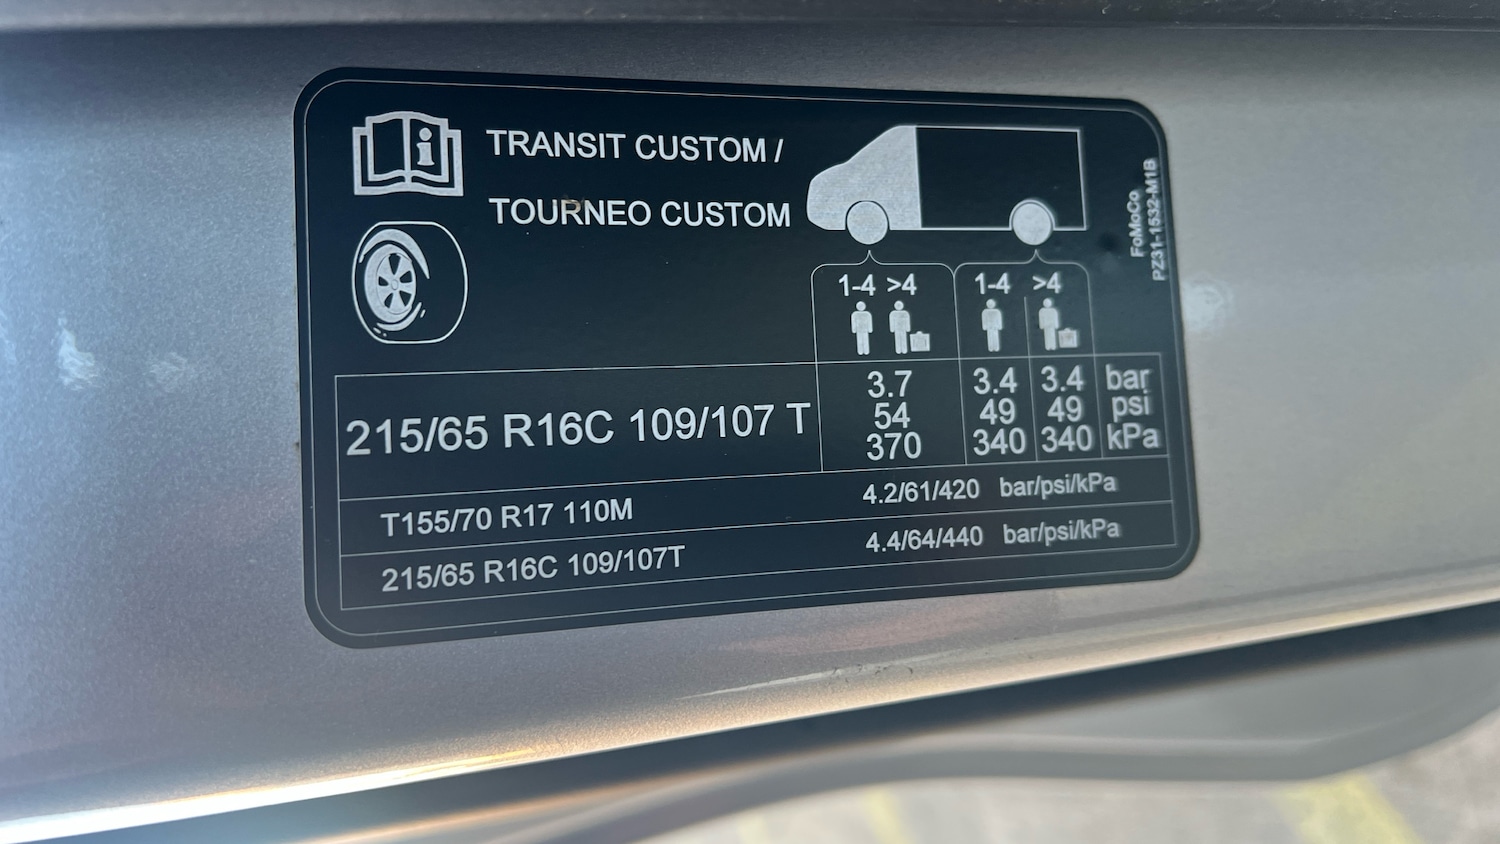 TRANSIT CUSTOM /
TOURNEO CUSTOM
FoMoCo
PZ31-1532-M1B
1-4 >4 1-4 >4
3.7 3.4 3.4 bar
215/65 R16C 109/107 T 54 49 49 psi
370 340 340 kPa
T155/70 R17 110M 4.2/61/420 bar/psi/kPa
215/65 R16C 109/107T 4.4/64/440 bar/psi/kPa